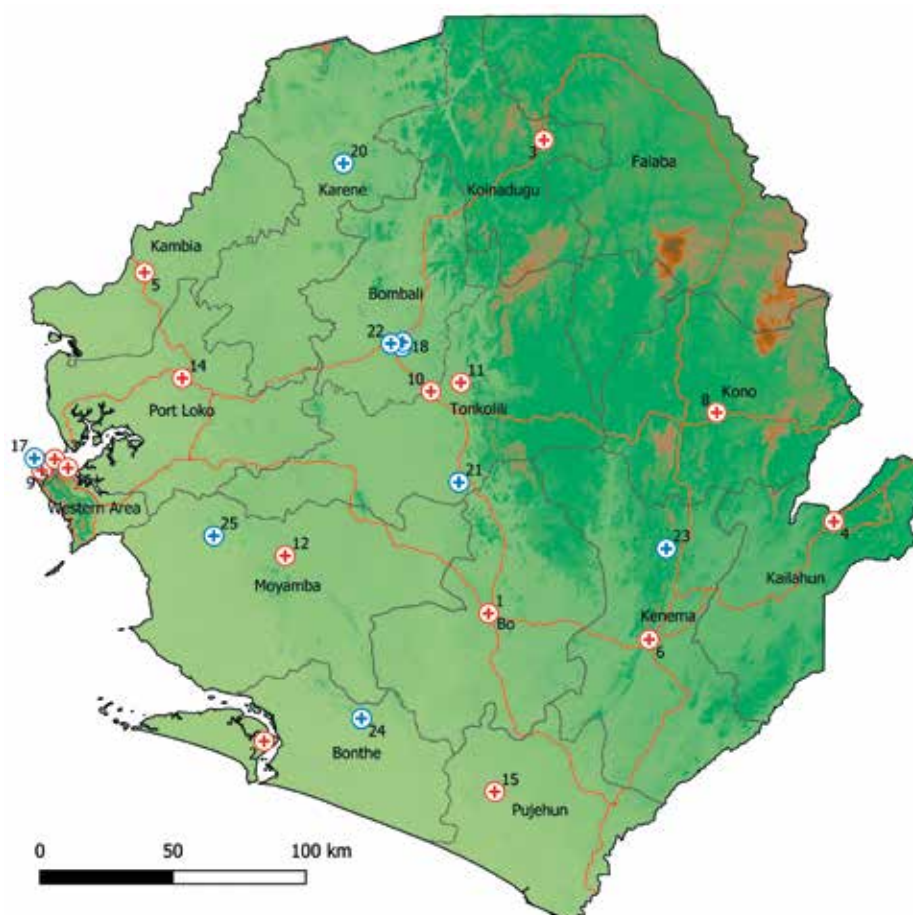 20
Karene
3
Koinadugu
Falaba
Kambia
5
Bombali
22
18
14
10
11
Port Loko
Tonkolili
8
Kono
17
9
Western Area
21
25
12
Moyamba
23
4
Kailahun
1
Bo
Kenema
6
24
Bonthe
2
15
Pujehun
0
50
100 km